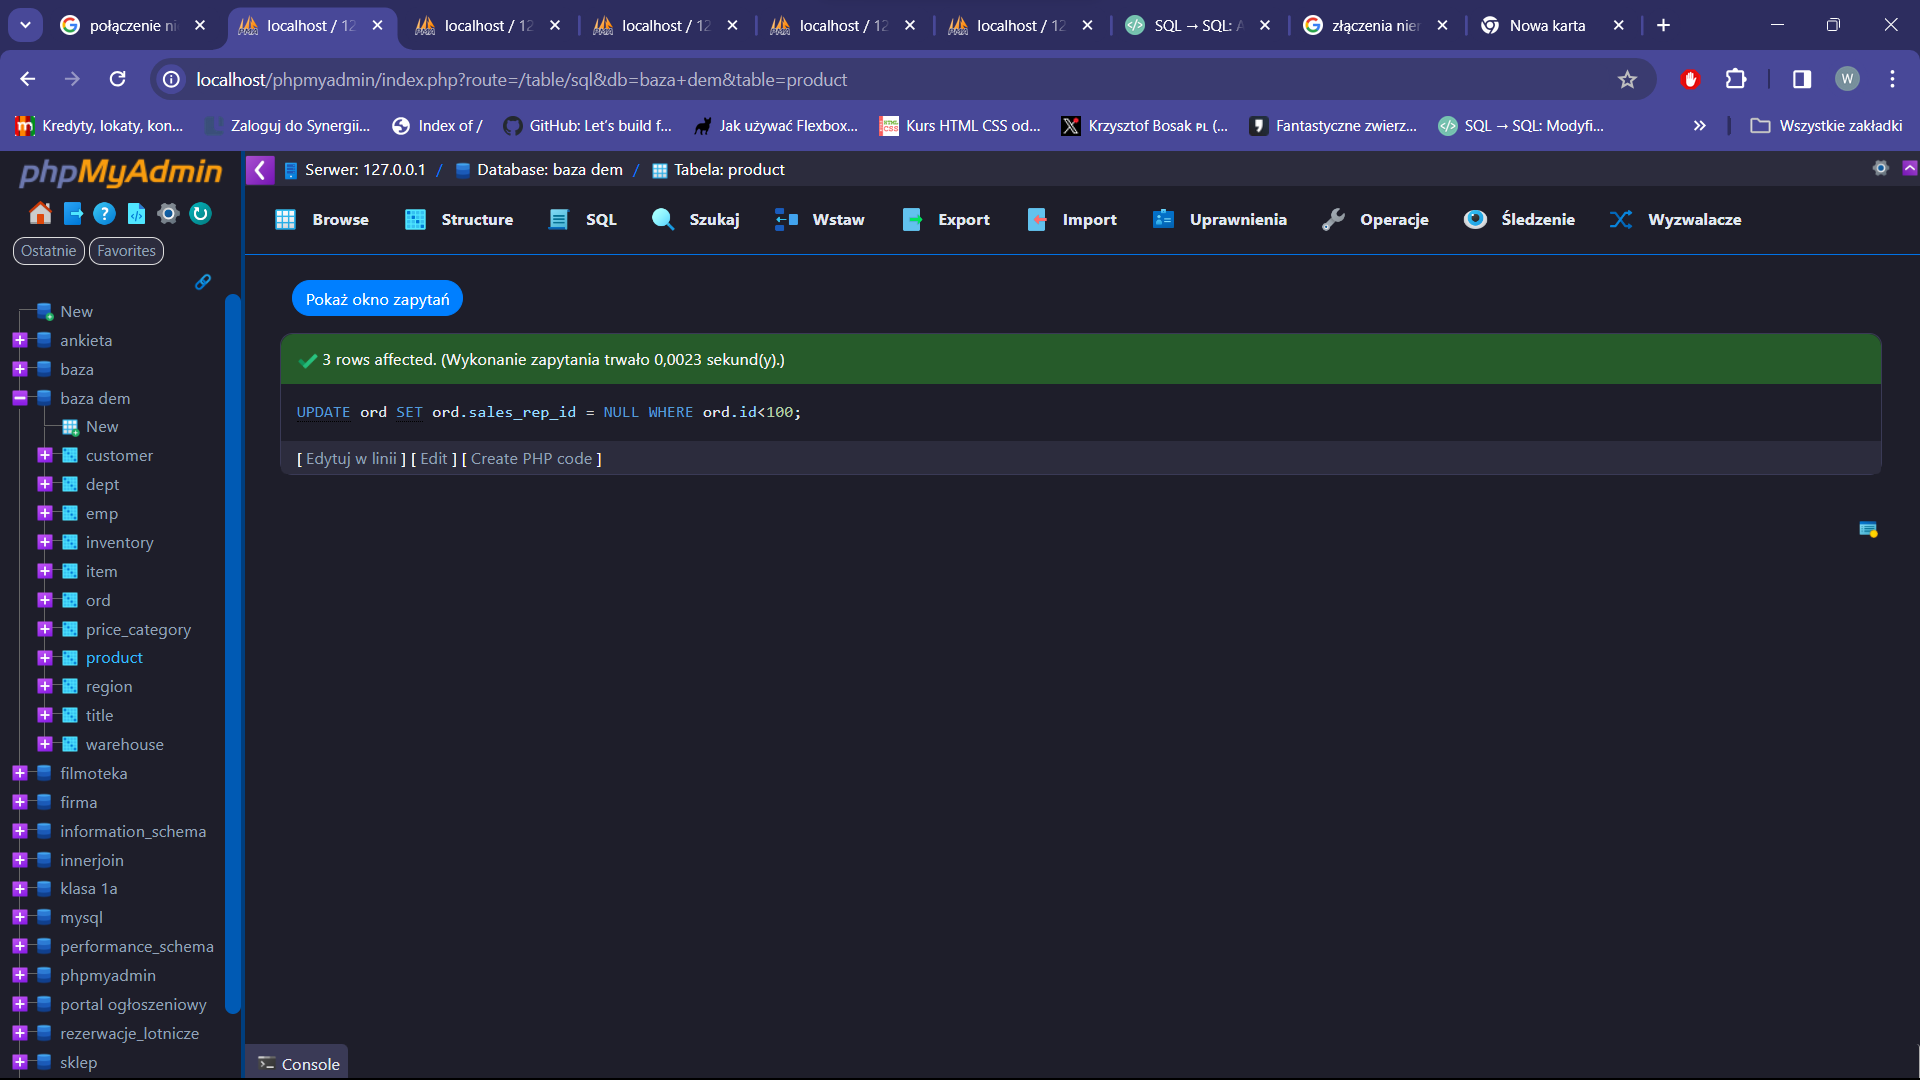 połączenie ni
localhost / 12
localhost / 12
localhost / 12
localhost / 12
localhost / 12
SQL → SQL: A
złączenia nier
Nowa karta
localhost/phpmyadmin/index.php?route=/table/sql&db=baza+dem&table=product
W
Kredyty, lokaty, kon...
Zaloguj do Synergii...
Index of /
GitHub: Let's build f...
Jak używać Flexbox...
Kurs HTML CSS od...
Krzysztof Bosak PL (...
Fantastyczne zwierz...
SQL → SQL: Modyfi...
»
Wszystkie zakładki
phpMyAdmin
Serwer: 127.0.0.1 / Database: baza dem / Tabela: product
Browse
Structure
SQL
Szukaj
Wstaw
Export
Import
Uprawnienia
Operacje
Śledzenie
Wyzwalacze
Ostatnie
Favorites
New
ankieta
baza
baza dem
New
customer
dept
emp
inventory
item
ord
price_category
product
region
title
warehouse
filmoteka
firma
information_schema
innerjoin
klasa 1a
mysql
performance_schema
phpmyadmin
portal ogłoszeniowy
rezerwacje_lotnicze
sklep
Pokaż okno zapytań
3 rows affected. (Wykonanie zapytania trwało 0,0023 sekund(y).)
UPDATE ord SET ord.sales_rep_id = NULL WHERE ord.id<100;
[ Edytuj w linii ] [ Edit ] [ Create PHP code ]
Console